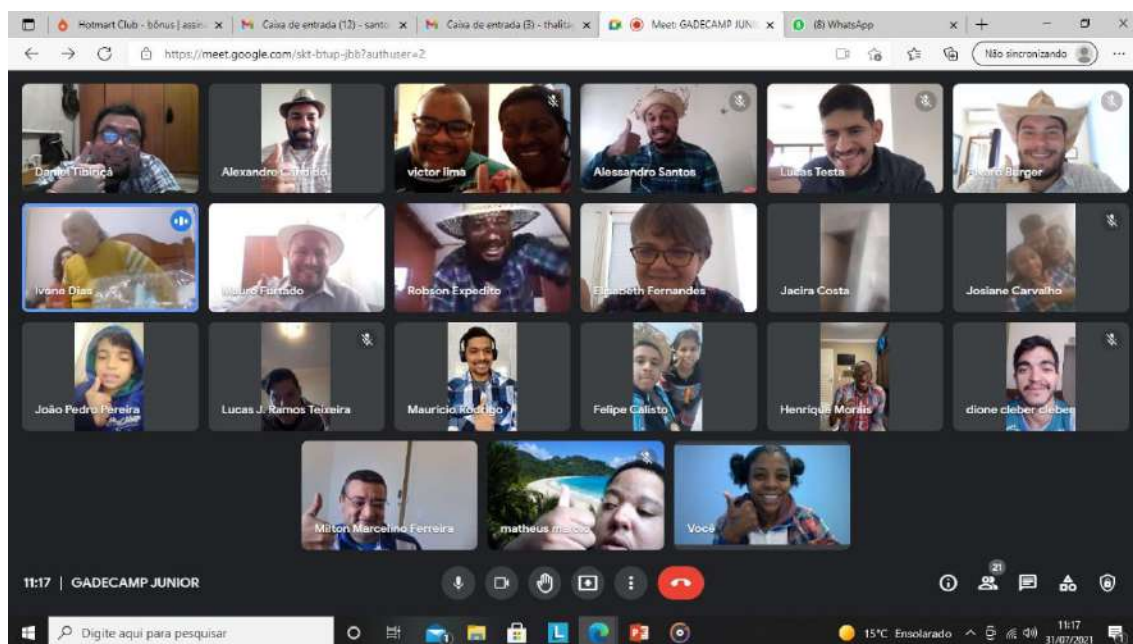 Hotmart Club - bônus | assin
Caixa de entrada (12) - santo
Caixa de entrada (3) - thalita
Meet: GADECAMP JUNI
(8) WhatsApp
https://meet.google.com/skt-btup-jbb?authuser=2
Não sincronizando
Daniel Tibiriçá
Alexandre Candido
victor lima
Alessandro Santos
Lucas Testa
Burger
Ivone Dias
Mauro Furtado
Robson Expedito
Elisabeth Fernandes
Jacira Costa
Josiane Carvalho
João Pedro Pereira
Lucas J. Ramos Teixeira
Mauricio Rodrigo
Felipe Calisto
Henrique Morais
dione cleber cleber
Milton Marcelino Ferreira
matheus
Você
11:17 | GADECAMP JUNIOR
21
Digite aqui para pesquisar
15°C Ensolarado
11:17
31/07/2021